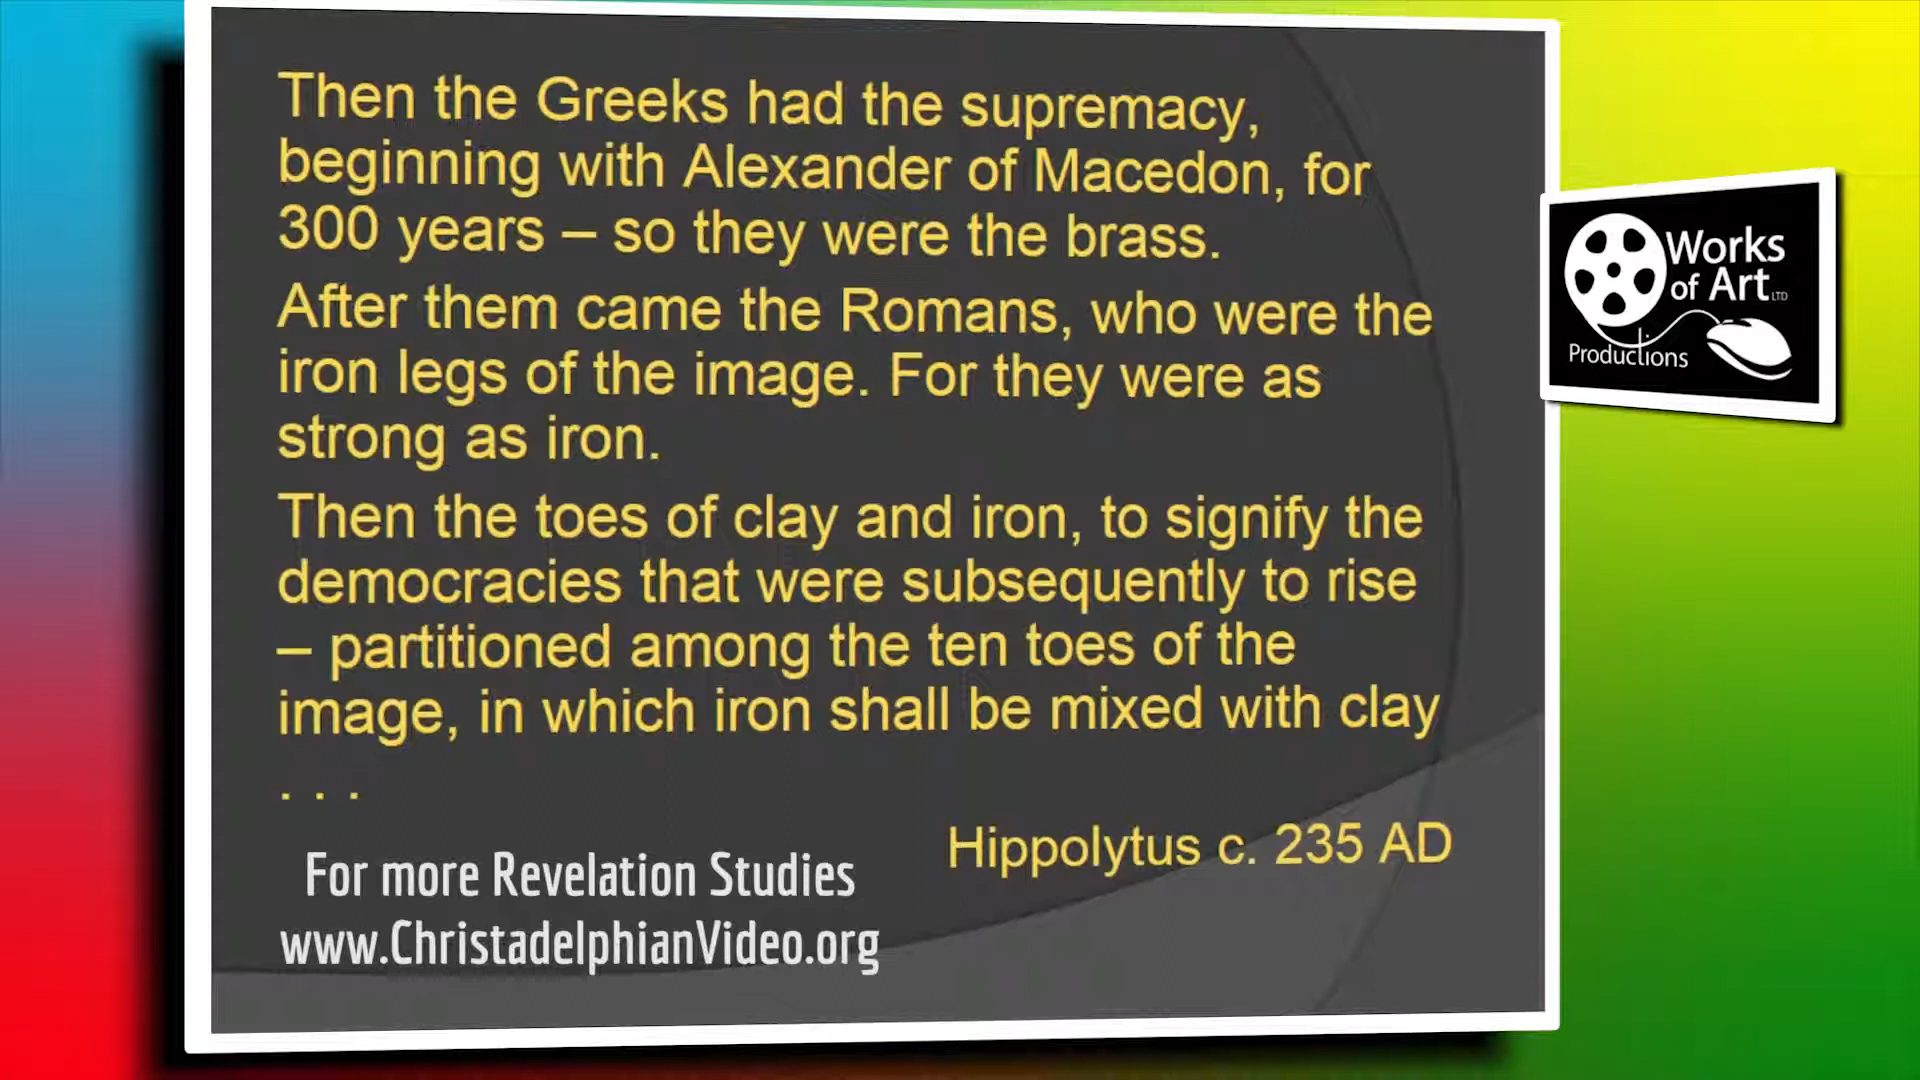 Then the Greeks had the supremacy,
beginning with Alexander of Macedon, for
300 years – so they were the brass.
After them came the Romans, who were the
iron legs of the image. For they were as
strong as iron.
Then the toes of clay and iron, to signify the
democracies that were subsequently to rise
– partitioned among the ten toes of the
image, in which iron shall be mixed with clay
. . .
Hippolytus c. 235 AD
For more Revelation Studies
www.ChristadelphianVideo.org
Works
of Art LTD
Productions